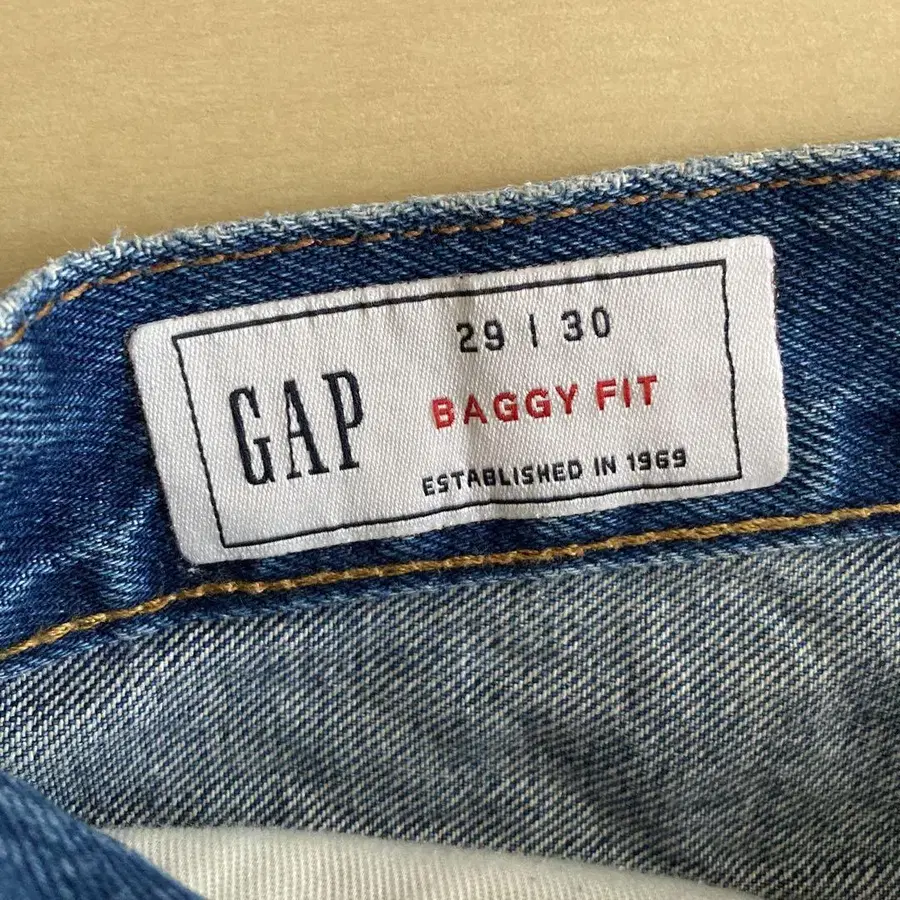 29 | 30
GAP
BAGGY FIT
ESTABLISHED IN 1969